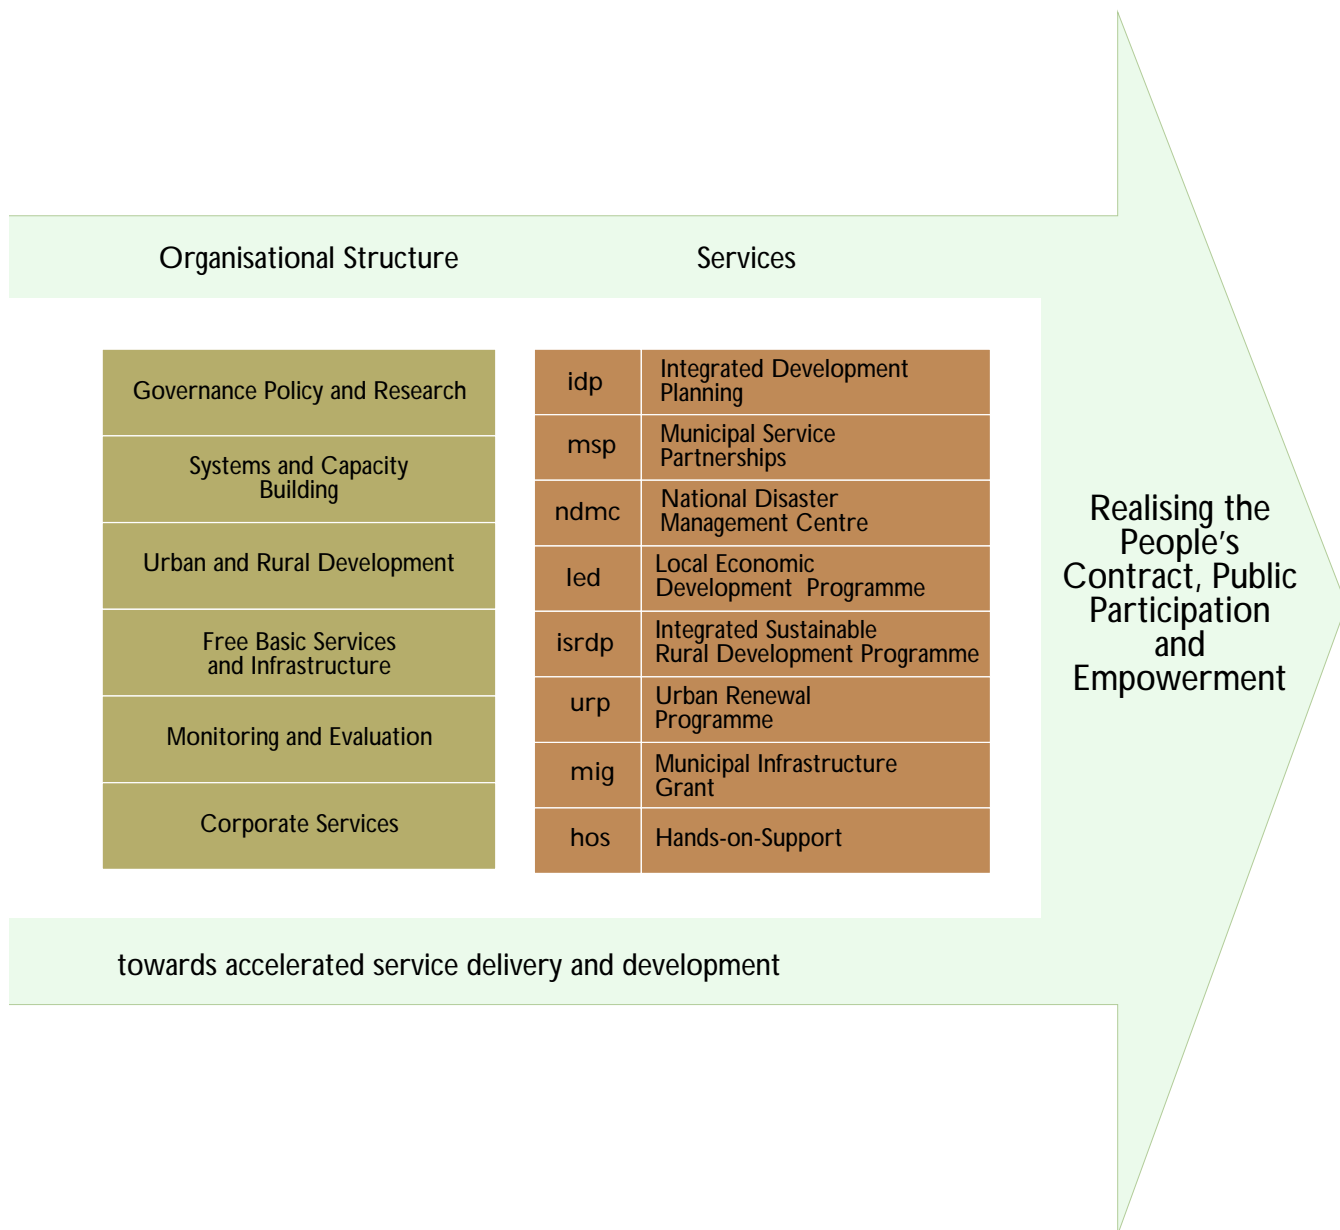 Organisational Structure
Services
Governance Policy and Research
Systems and Capacity
Building
Urban and Rural Development
Free Basic Services
and Infrastructure
Monitoring and Evaluation
Corporate Services
idp
Integrated Development
Planning
msp
Municipal Service
Partnerships
ndmc
National Disaster
Management Centre
led
Local Economic
Development Programme
isrdp
Integrated Sustainable
Rural Development Programme
urp
Urban Renewal
Programme
mig
Municipal Infrastructure
Grant
hos
Hands-on-Support
Realising the
People’s
Contract, Public
Participation
and
Empowerment
towards accelerated service delivery and development